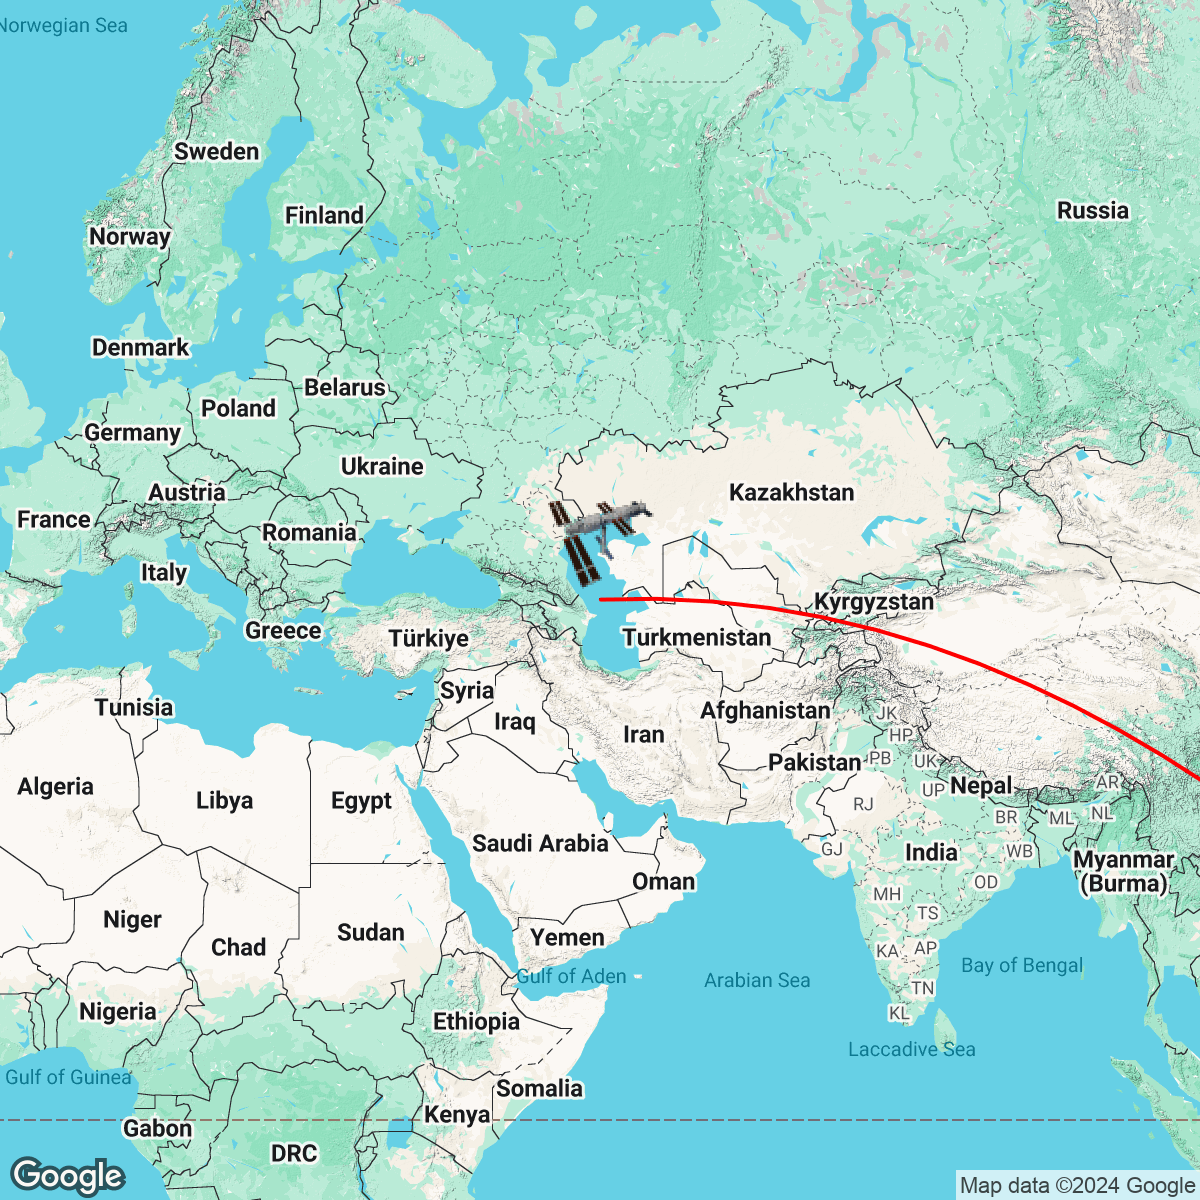 Norwegian Sea
Sweden
Finland
Russia
Norway
Denmark
Belarus
Poland
Germany
Ukraine
Austria
Kazakhstan
France
Romania
Italy
Kyrgyzstan
Greece
Türkiye
Turkmenistan
Syria
Tunisia
Afghanistan
JK
Iraq
Iran
HP
Pakistan
PB
UK
Algeria
Libya
Egypt
UP
Nepal
AR
RJ
BR
ML
NL
Saudi Arabia
GJ
India
WB
Myanmar
(Burma)
Oman
OD
MH
Niger
TS
Sudan
Chad
Yemen
KA
AP
Bay of Bengal
Gulf of Aden
Arabian Sea
TN
Nigeria
KL
Ethiopia
Laccadive Sea
Gulf of Guinea
Somalia
Kenya
Gabon
DRC
Google
Map data ©2024 Google